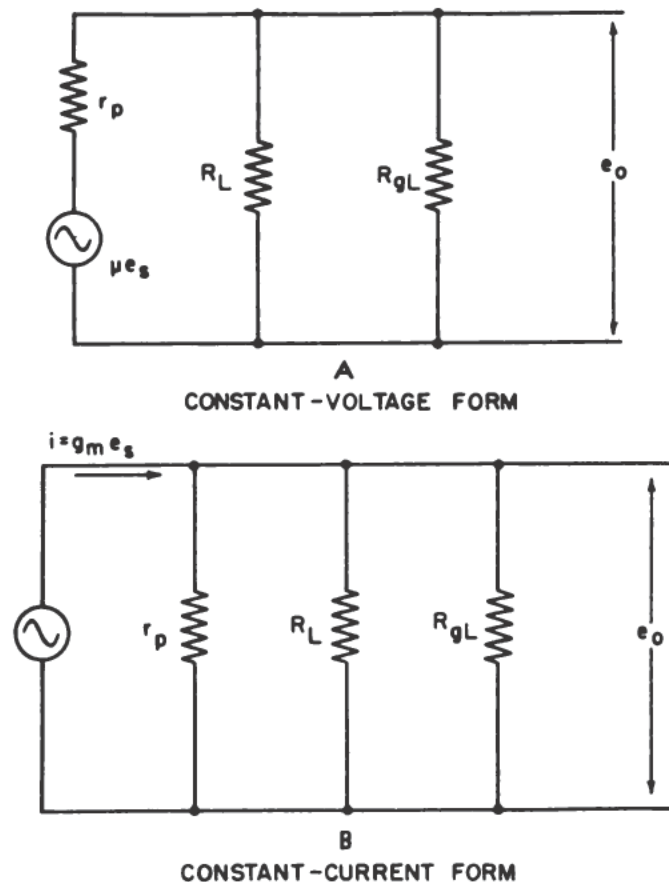 r_p
R_L
R_gL
e_o
μe_s
A
CONSTANT-VOLTAGE FORM
i=g_m e_s
r_p
R_L
R_gL
e_o
B
CONSTANT-CURRENT FORM